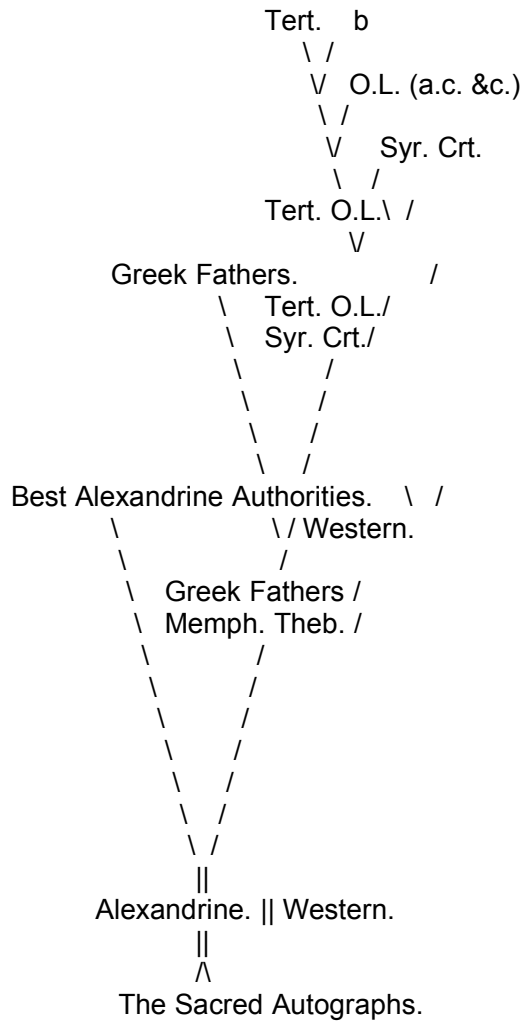 Tert. b
\ /
\/ O.L. (a.c. &c.)
\ /
\/ Syr. Crt.
\ /
Tert. O.L.\ /
\/
Greek Fathers. /
\ Tert. O.L./
\ Syr. Crt./
\ /
\ /
\ /
\ /
\ /
Best Alexandrine Authorities. \ /
\ \ / Western.
\ /
\ Greek Fathers /
\ Memph. Theb. /
\ /
\ /
\ /
\ /
\ /
\ /
\ /
||
Alexandrine. || Western.
||
/\
The Sacred Autographs.